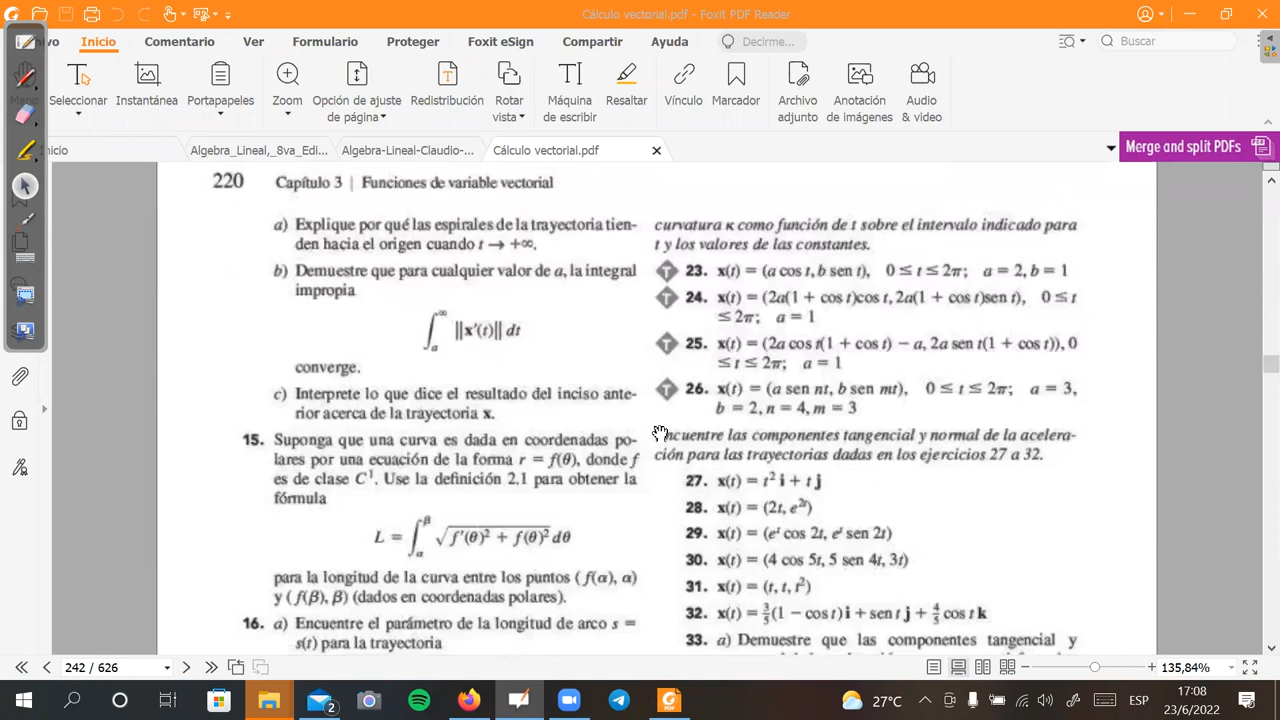 Cálculo vectorial.pdf - Foxit PDF Reader
Inicio
Comentario
Ver
Formulario
Proteger
Foxit eSign
Compartir
Ayuda
Decirme...
Buscar
Seleccionar
Instantánea
Portapapeles
Zoom
Opción de ajuste
de página
Redistribución
Rotar
vista
Máquina
de escribir
Resaltar
Vínculo
Marcador
Archivo
adjunto
Anotación
de imágenes
Audio
& video
Algebra_Lineal,_8va_Edi...
Algebra-Lineal-Claudio-...
Cálculo vectorial.pdf
Merge and split PDFs
220 Capítulo 3 | Funciones de variable vectorial
a) Explique por qué las espirales de la trayectoria tien-
den hacia el origen cuando t → +∞.
b) Demuestre que para cualquier valor de a, la integral
impropia
∫ₐ^∞ ||x′(t)|| dt
converge.
c) Interprete lo que dice el resultado del inciso ante-
rior acerca de la trayectoria x.
15. Suponga que una curva es dada en coordenadas po-
lares por una ecuación de la forma r = f(θ), donde f
es de clase C¹. Use la definición 2.1 para obtener la
fórmula
L = ∫_α^β √(f′(θ)² + f(θ)²) dθ
para la longitud de la curva entre los puntos (f(α), α)
y (f(β), β) (dados en coordenadas polares).
16. a) Encuentre el parámetro de la longitud de arco s =
s(t) para la trayectoria
curvatura κ como función de t sobre el intervalo indicado para
t y los valores de las constantes.
T 23. x(t) = (a cos t, b sen t), 0 ≤ t ≤ 2π; a = 2, b = 1
T 24. x(t) = (2a(1 + cos t)cos t, 2a(1 + cos t)sen t), 0 ≤ t
≤ 2π; a = 1
T 25. x(t) = (2a cos t(1 + cos t) − a, 2a sen t(1 + cos t)), 0
≤ t ≤ 2π; a = 1
T 26. x(t) = (a sen nt, b sen mt), 0 ≤ t ≤ 2π; a = 3,
b = 2, n = 4, m = 3
ncuentre las componentes tangencial y normal de la acelera-
ción para las trayectorias dadas en los ejercicios 27 a 32.
27. x(t) = t² i + t j
28. x(t) = (2t, e²ᵗ)
29. x(t) = (eᵗ cos 2t, eᵗ sen 2t)
30. x(t) = (4 cos 5t, 5 sen 4t, 3t)
31. x(t) = (t, t, t²)
32. x(t) = 3/5(1 − cos t) i + sen t j + 4/5 cos t k
33. a) Demuestre que las componentes tangencial y
242 / 626
135,84%
2
27°C
ESP
17:08
23/6/2022